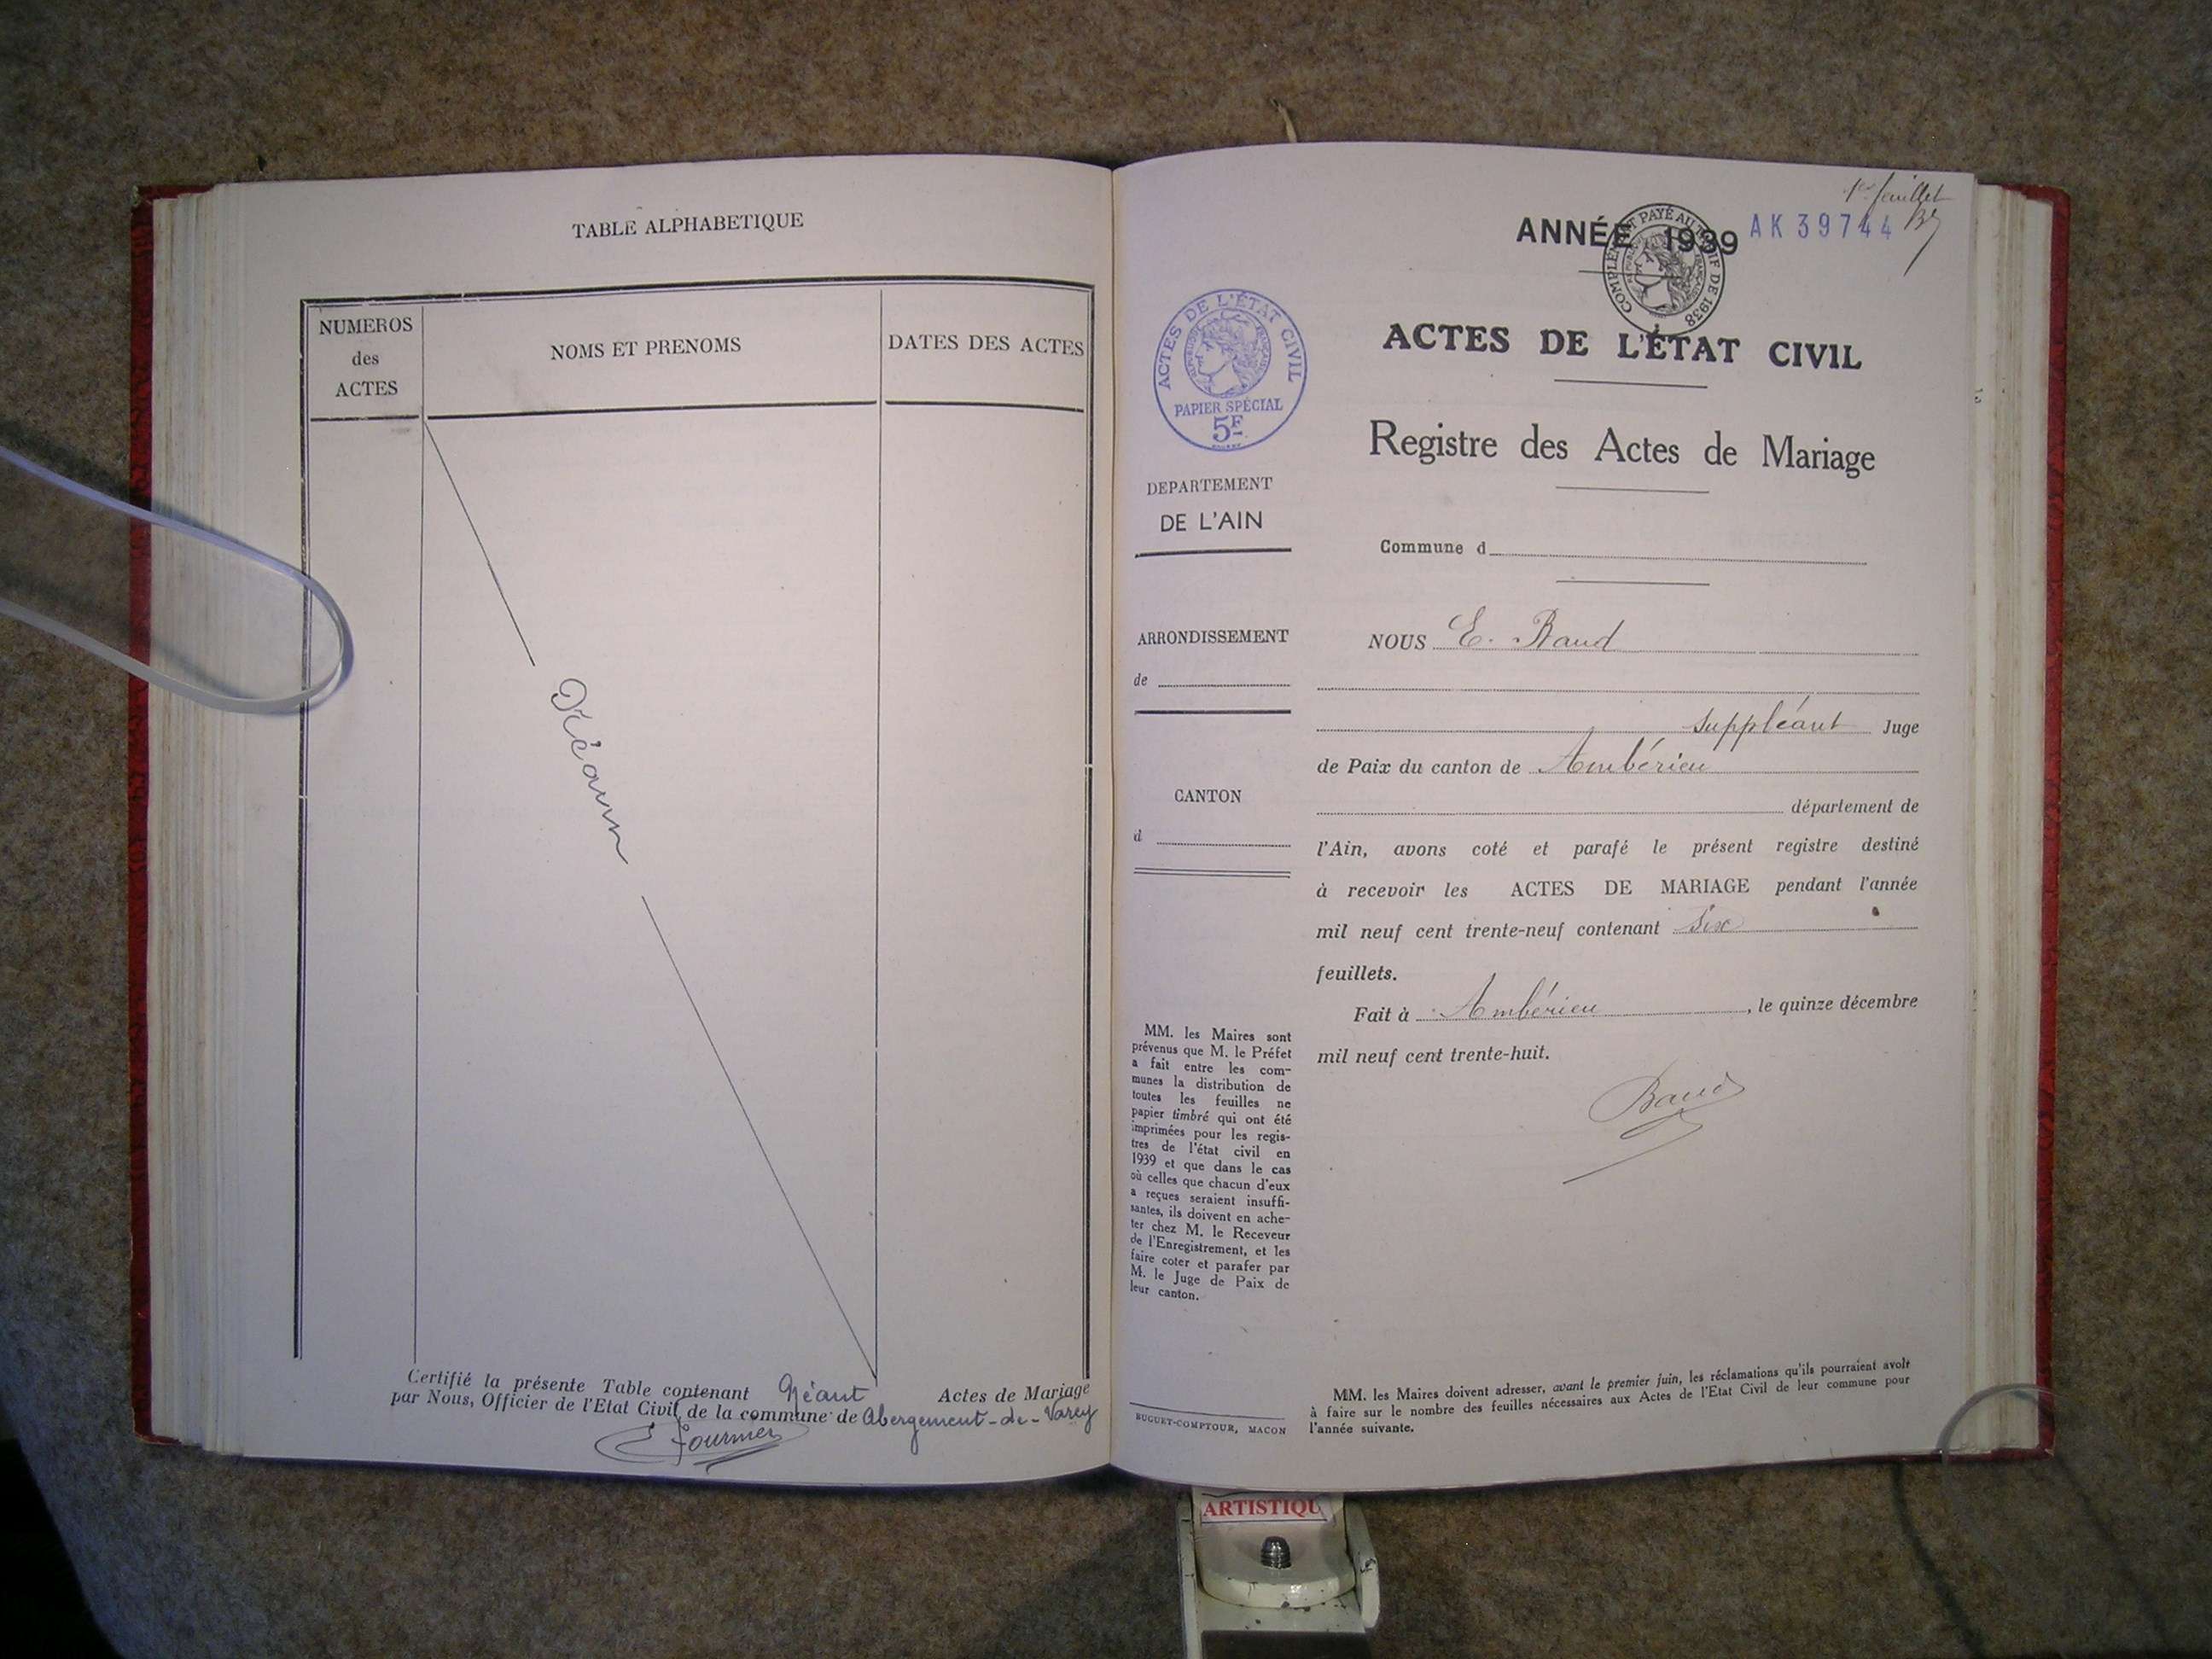 TABLE ALPHABETIQUE
NUMEROS
des
ACTES
NOMS ET PRENOMS
DATES DES ACTES
Néant
Certifié la présente Table contenant Néant Actes de Mariage
par Nous, Officier de l'Etat Civil de la commune de Abergement-de-Varey
Fournier
1er feuillet
ANNÉE 1939
AK 39744
COMPLÉMENT PAYÉ AU TARIF DE 1938
ACTES DE L'ÉTAT CIVIL
RÉPUBLIQUE FRANÇAISE
PAPIER SPÉCIAL
5F
ACTES DE L'ÉTAT CIVIL
Registre des Actes de Mariage
DEPARTEMENT
DE L'AIN
Commune d
ARRONDISSEMENT
de
CANTON
d
NOUS E. Baud
suppléant Juge
de Paix du canton de Ambérieu
département de
l'Ain, avons coté et parafé le présent registre destiné
à recevoir les ACTES DE MARIAGE pendant l'année
mil neuf cent trente-neuf contenant six
feuillets.
Fait à Ambérieu, le quinze décembre
mil neuf cent trente-huit.
Baud
MM. les Maires sont
prévenus que M. le Préfet
a fait entre les com-
munes la distribution de
toutes les feuilles ne
papier timbré qui ont été
imprimées pour les regis-
tres de l'état civil en
1939 et que dans le cas
où celles que chacun d'eux
a reçues seraient insuffi-
santes, ils doivent en ache-
ter chez M. le Receveur
de l'Enregistrement, et les
faire coter et parafer par
M. le Juge de Paix de
leur canton.
BUGUET-COMPTOUR, MACON
MM. les Maires doivent adresser, avant le premier juin, les réclamations qu'ils pourraient avoir
à faire sur le nombre des feuilles nécessaires aux Actes de l'Etat Civil de leur commune pour
l'année suivante.
ARTISTIQU